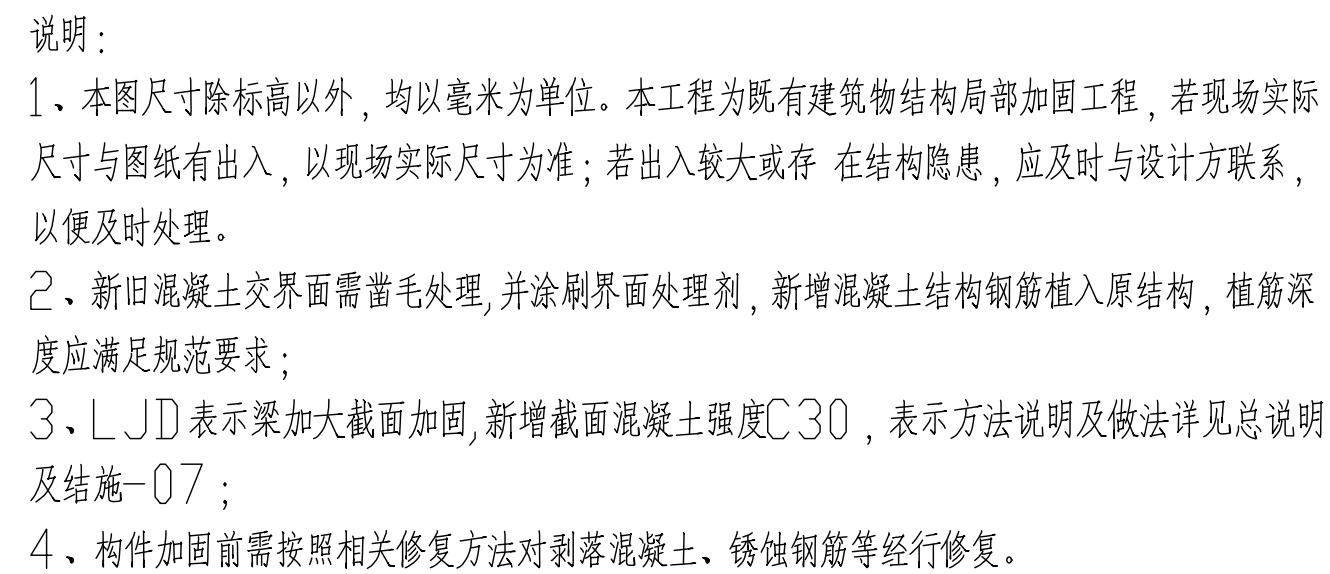 说明：
1、本图尺寸除标高以外，均以毫米为单位。本工程为既有建筑物结构局部加固工程，若现场实际
尺寸与图纸有出入，以现场实际尺寸为准；若出入较大或存 在结构隐患，应及时与设计方联系，
以便及时处理。
2、新旧混凝土交界面需凿毛处理,并涂刷界面处理剂，新增混凝土结构钢筋植入原结构，植筋深
度应满足规范要求；
3、LJD表示梁加大截面加固,新增截面混凝土强度C30，表示方法说明及做法详见总说明
及结施-07；
4、构件加固前需按照相关修复方法对剥落混凝土、锈蚀钢筋等经行修复。